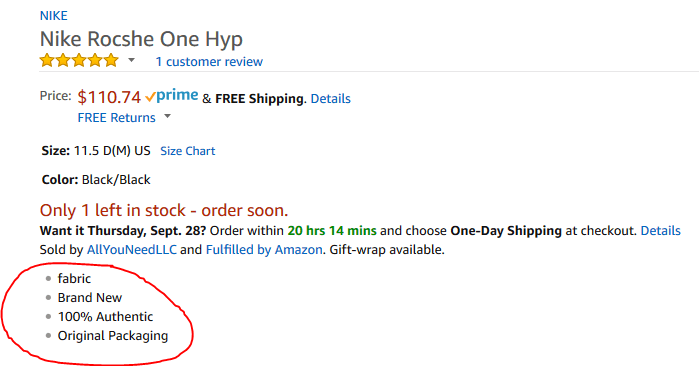 NIKE
Nike Rocshe One Hyp
1 customer review
Price: $110.74 prime & FREE Shipping. Details
FREE Returns
Size: 11.5 D(M) US Size Chart
Color: Black/Black
Only 1 left in stock - order soon.
Want it Thursday, Sept. 28? Order within 20 hrs 14 mins and choose One-Day Shipping at checkout. Details
Sold by AllYouNeedLLC and Fulfilled by Amazon. Gift-wrap available.
fabric
Brand New
100% Authentic
Original Packaging